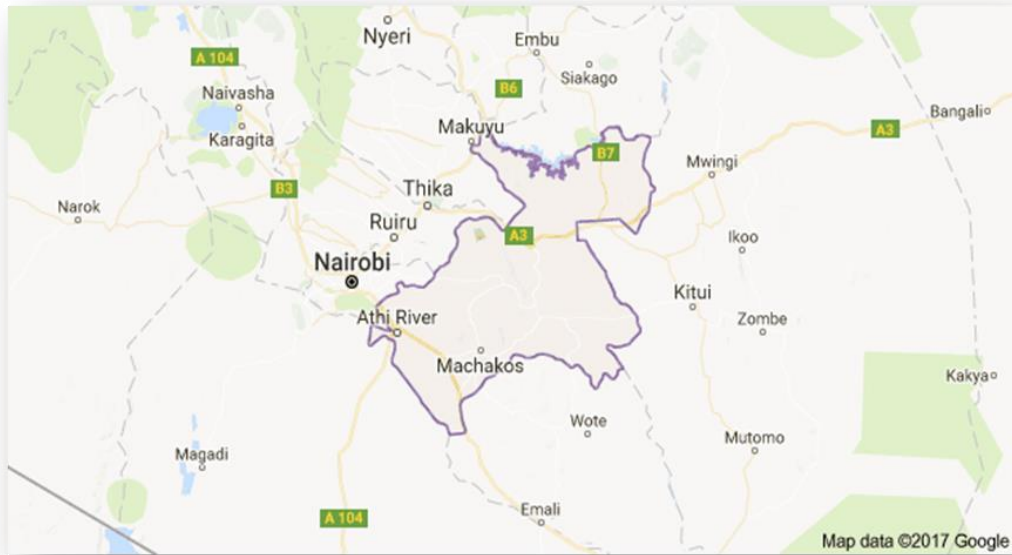 Nyeri
Embu
A 104
Siakago
B6
Naivasha
Bangali
Makuyu
A3
Karagita
B7
Mwingi
B3
Thika
Narok
Ruiru
A3
Ikoo
Nairobi
Kitui
Athi River
Zombe
Machakos
Kakya
Wote
Mutomo
Magadi
Emali
A 104
Map data ©2017 Google